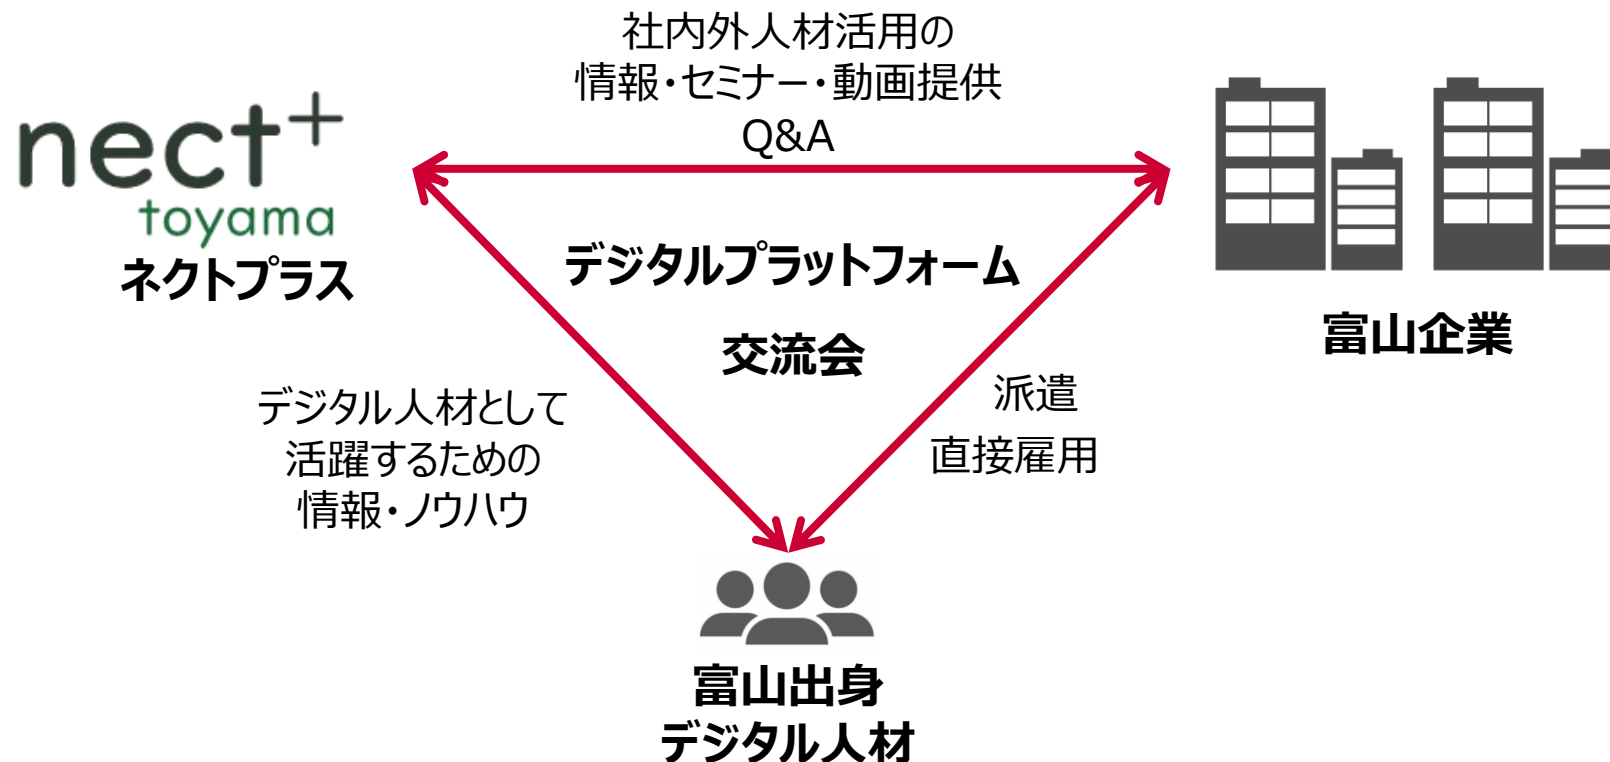 社内外人材活用の
情報・セミナー・動画提供
Q&A
nect+
toyama
ネクトプラス
デジタルプラットフォーム
交流会
富山企業
デジタル人材として
活躍するための
情報・ノウハウ
派遣
直接雇用
富山出身
デジタル人材